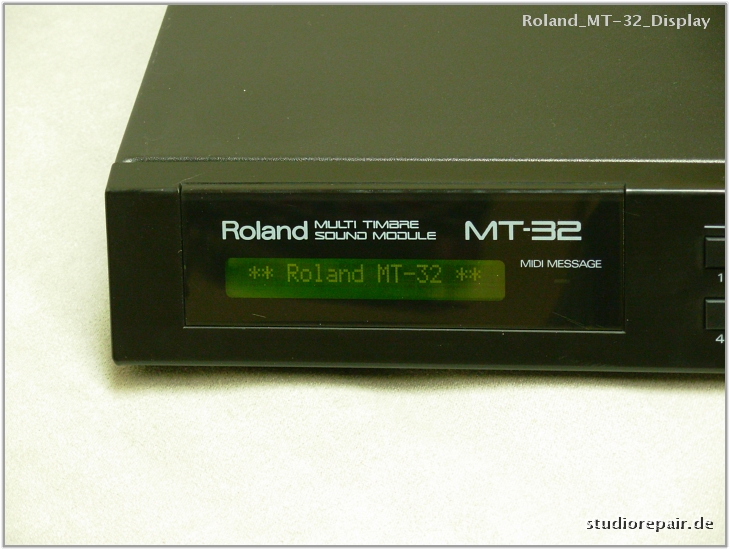 Roland_MT-32_Display
Roland MULTI TIMBRE SOUND MODULE MT-32
MIDI MESSAGE
** Roland MT-32 **
1
4
studiorepair.de